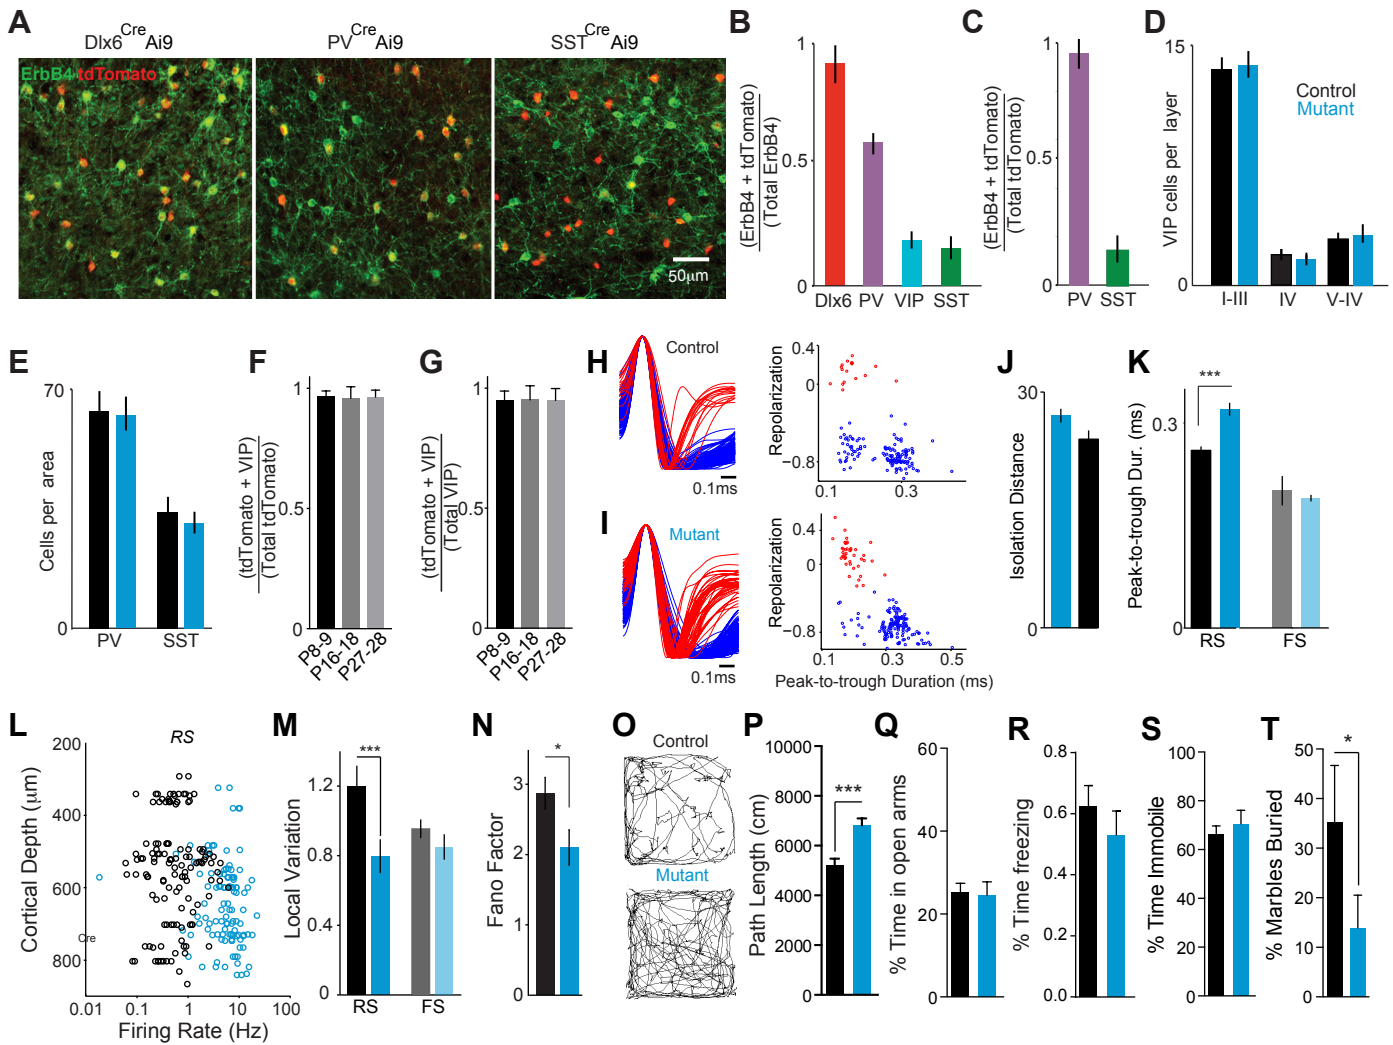 A
Dlx6 Cre Ai9
PV Cre Ai9
SST Cre Ai9
ErbB4 tdTomato
50μm
B
(ErbB4 + tdTomato)
(Total ErbB4)
1
0.5
0
Dlx6 PV VIP SST
C
(ErbB4 + tdTomato)
(Total tdTomato)
1
0.5
0
PV SST
D
VIP cells per layer
15
0
Control
Mutant
I-III IV V-IV
E
Cells per area
70
0
PV SST
F
(tdTomato + VIP)
(Total tdTomato)
1
0.5
0
P8-9
P16-18
P27-28
G
(tdTomato + VIP)
(Total VIP)
1
0.5
0
P8-9
P16-18
P27-28
H
Control
0.1ms
Repolarization
0.4
0
−0.8
0.1 0.3
I
Mutant
0.1ms
Repolarization
0.4
0
−0.8
0.1 0.3 0.5
Peak-to-trough Duration (ms)
J
Isolation Distance
30
0
K
Peak-to-trough Dur. (ms)
0.3
0
***
RS FS
L
RS
Cortical Depth (μm)
200
400
600
800
Cre
0.01 0.1 1 10 100
Firing Rate (Hz)
M
Local Variation
1.2
0.8
0.4
0
***
RS FS
N
Fano Factor
3
2
1
0
*
O
Control
Mutant
P
Path Length (cm)
10000
8000
6000
4000
2000
0
***
Q
% Time in open arms
60
40
20
0
R
% Time freezing
0.8
0.6
0.4
0.2
0.0
S
% Time Immobile
100
80
60
40
20
0
T
% Marbles Buried
50
40
30
20
10
0
*